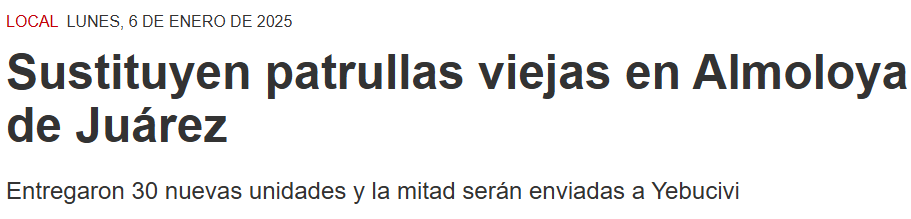 LOCAL LUNES, 6 DE ENERO DE 2025
Sustituyen patrullas viejas en Almoloya
de Juárez
Entregaron 30 nuevas unidades y la mitad serán enviadas a Yebucivi